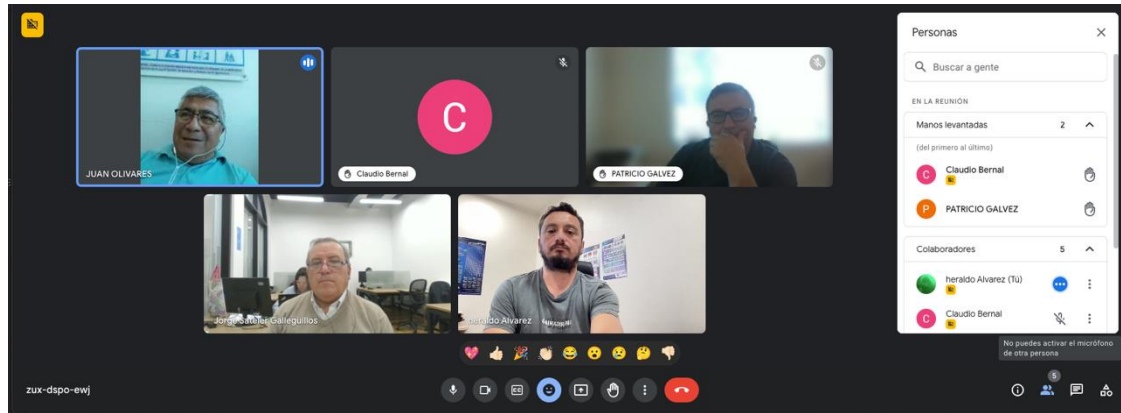 Personas
Buscar a gente
EN LA REUNIÓN
Manos levantadas 2
(del primero al último)
C Claudio Bernal
P PATRICIO GALVEZ
Colaboradores 5
heraldo Alvarez (Tú)
C Claudio Bernal
No puedes activar el micrófono
de otra persona
JUAN OLIVARES
C
Claudio Bernal
PATRICIO GALVEZ
Jorge Sateler Galleguillos
heraldo Alvarez
zux-dspo-ewj
CC
5